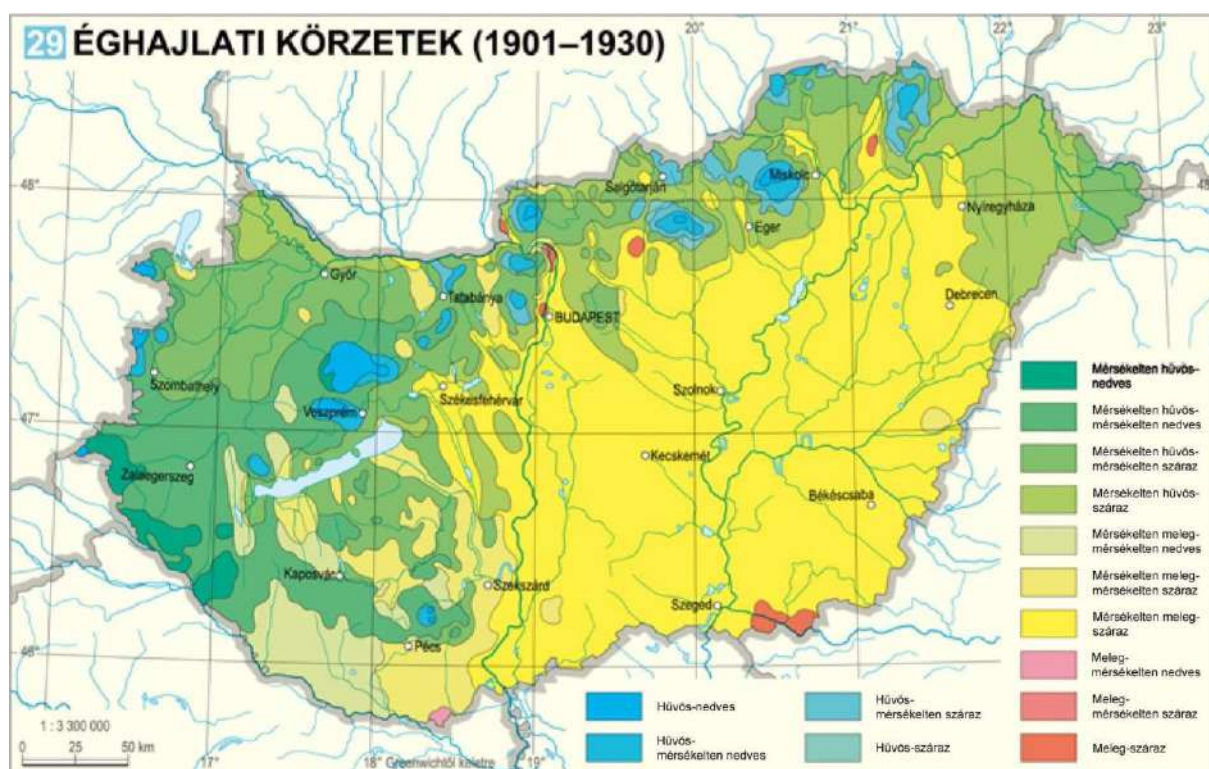 29 ÉGHAJLATI KÖRZETEK (1901–1930)
20°
21°
22°
23°
17°
48°
48°
Salgótarján
Miskolc
Nyíregyháza
Eger
Győr
Tatabánya
Debrecen
BUDAPEST
Szombathely
Székesfehérvár
Szolnok
Veszprém
47°
Kecskemét
Zalaegerszeg
Békéscsaba
Kaposvár
Szekszárd
Szeged
Pécs
46°
Mérsékelten hűvös-
nedves
Mérsékelten hűvös-
mérsékelten nedves
Mérsékelten hűvös-
mérsékelten száraz
Mérsékelten hűvös-
száraz
Mérsékelten meleg-
mérsékelten nedves
Mérsékelten meleg-
mérsékelten száraz
Mérsékelten meleg-
száraz
Meleg-
mérsékelten nedves
Meleg-
mérsékelten száraz
Meleg-száraz
Hűvös-nedves
Hűvös-
mérsékelten nedves
Hűvös-
mérsékelten száraz
Hűvös-száraz
1 : 3 300 000
0 25 50 km
17° 18° Greenwichtől keletre 19°